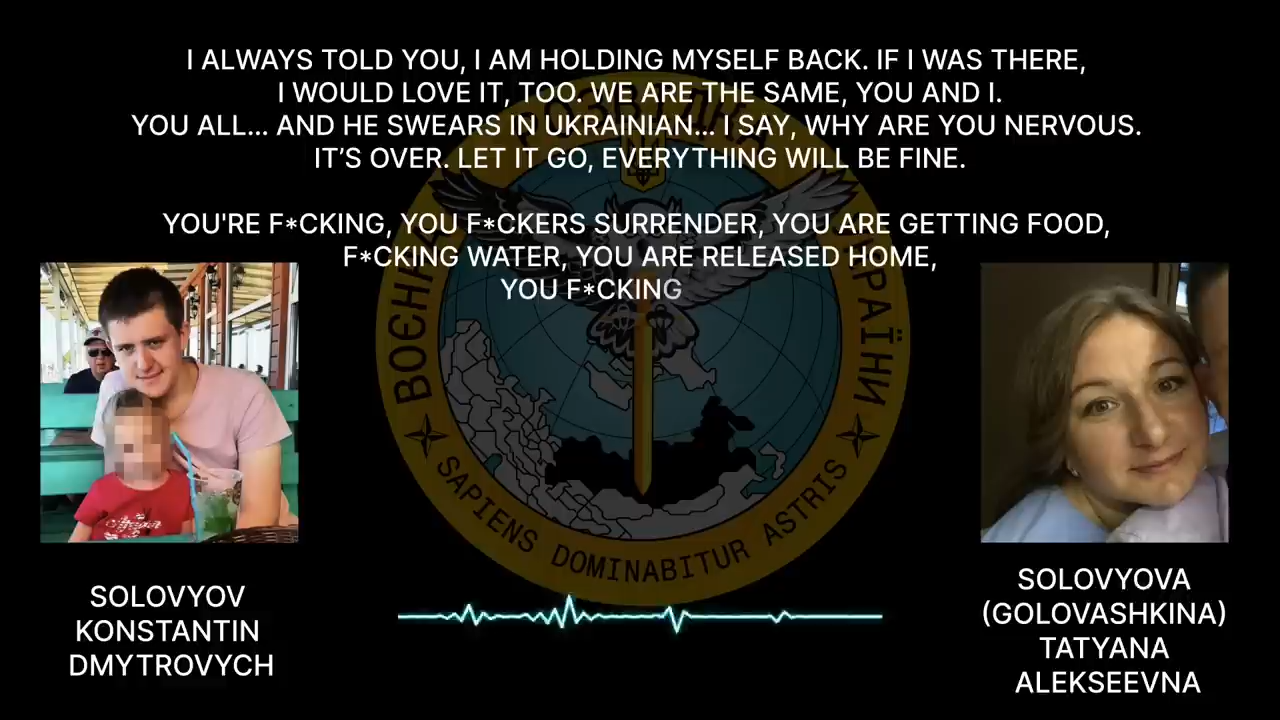 I ALWAYS TOLD YOU, I AM HOLDING MYSELF BACK. IF I WAS THERE,
I WOULD LOVE IT, TOO. WE ARE THE SAME, YOU AND I.
YOU ALL... AND HE SWEARS IN UKRAINIAN... I SAY, WHY ARE YOU NERVOUS.
IT'S OVER. LET IT GO, EVERYTHING WILL BE FINE.
YOU'RE F*CKING, YOU F*CKERS SURRENDER, YOU ARE GETTING FOOD,
F*CKING WATER, YOU ARE RELEASED HOME,
YOU F*CKING
ВОЄННА РОЗВІДКА УКРАЇНИ
SAPIENS DOMINABITUR ASTRIS
SOLOVYOV
KONSTANTIN
DMYTROVYCH
SOLOVYOVA
(GOLOVASHKINA)
TATYANA
ALEKSEEVNA